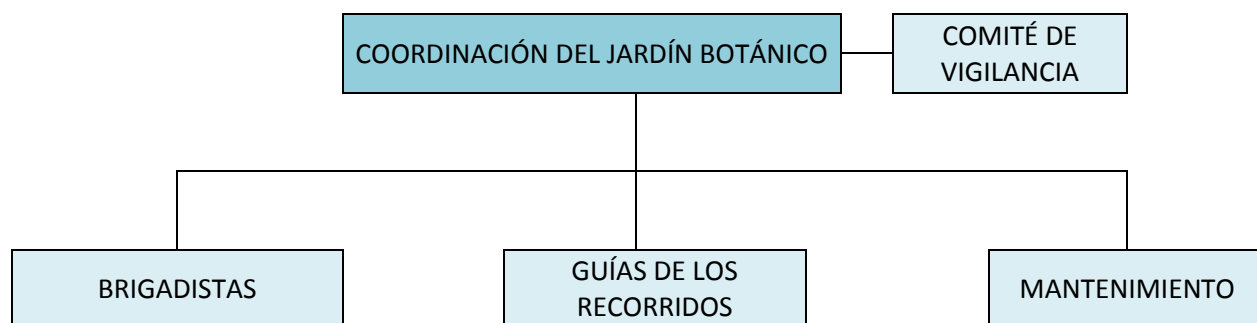 COORDINACIÓN DEL JARDÍN BOTÁNICO
COMITÉ DE
VIGILANCIA
BRIGADISTAS
GUÍAS DE LOS
RECORRIDOS
MANTENIMIENTO